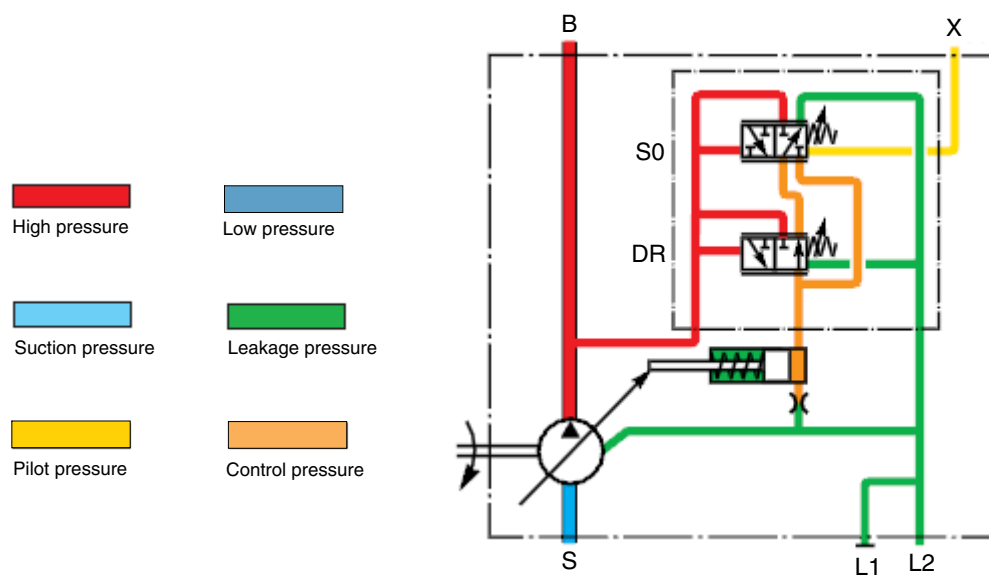 High pressure
Low pressure
Suction pressure
Leakage pressure
Pilot pressure
Control pressure
B
X
S0
DR
S
L1
L2